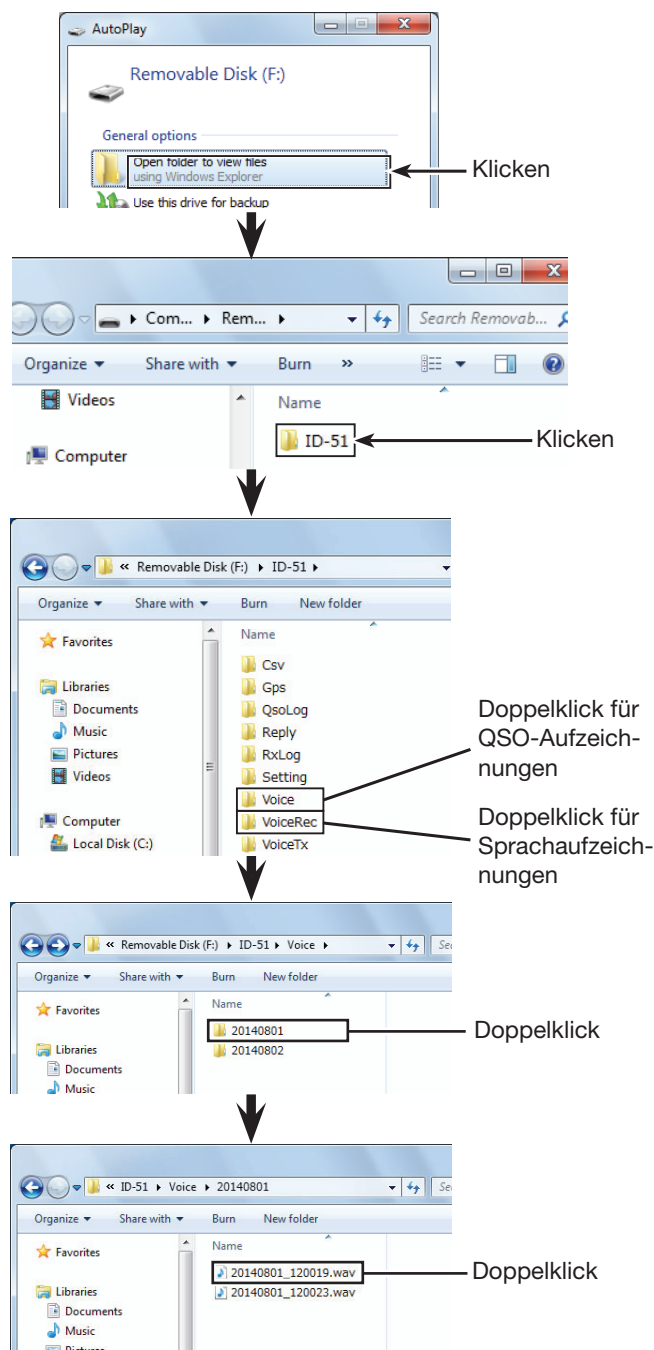 AutoPlay
Removable Disk (F:)
General options
Open folder to view files
using Windows Explorer
Klicken
Use this drive for backup
Com... Rem...
Search Removab...
Organize Share with Burn »
Videos
Name
ID-51
Klicken
Computer
« Removable Disk (F:) ID-51
Organize Share with Burn New folder
Favorites
Name
Csv
Libraries
Gps
Documents
QsoLog
Music
Reply
Pictures
RxLog
Videos
Setting
Voice
Computer
VoiceRec
Local Disk (C:)
VoiceTx
Doppelklick für
QSO-Aufzeich-
nungen
Doppelklick für
Sprachaufzeich-
nungen
« Removable Disk (F:) ID-51 Voice
Organize Share with Burn New folder
Favorites
Name
20140801
Doppelklick
Libraries
20140802
Documents
Music
« ID-51 Voice 20140801
Organize Share with Burn New folder
Favorites
Name
20140801_120019.wav
Doppelklick
Libraries
20140801_120023.wav
Documents
Music
Pictures